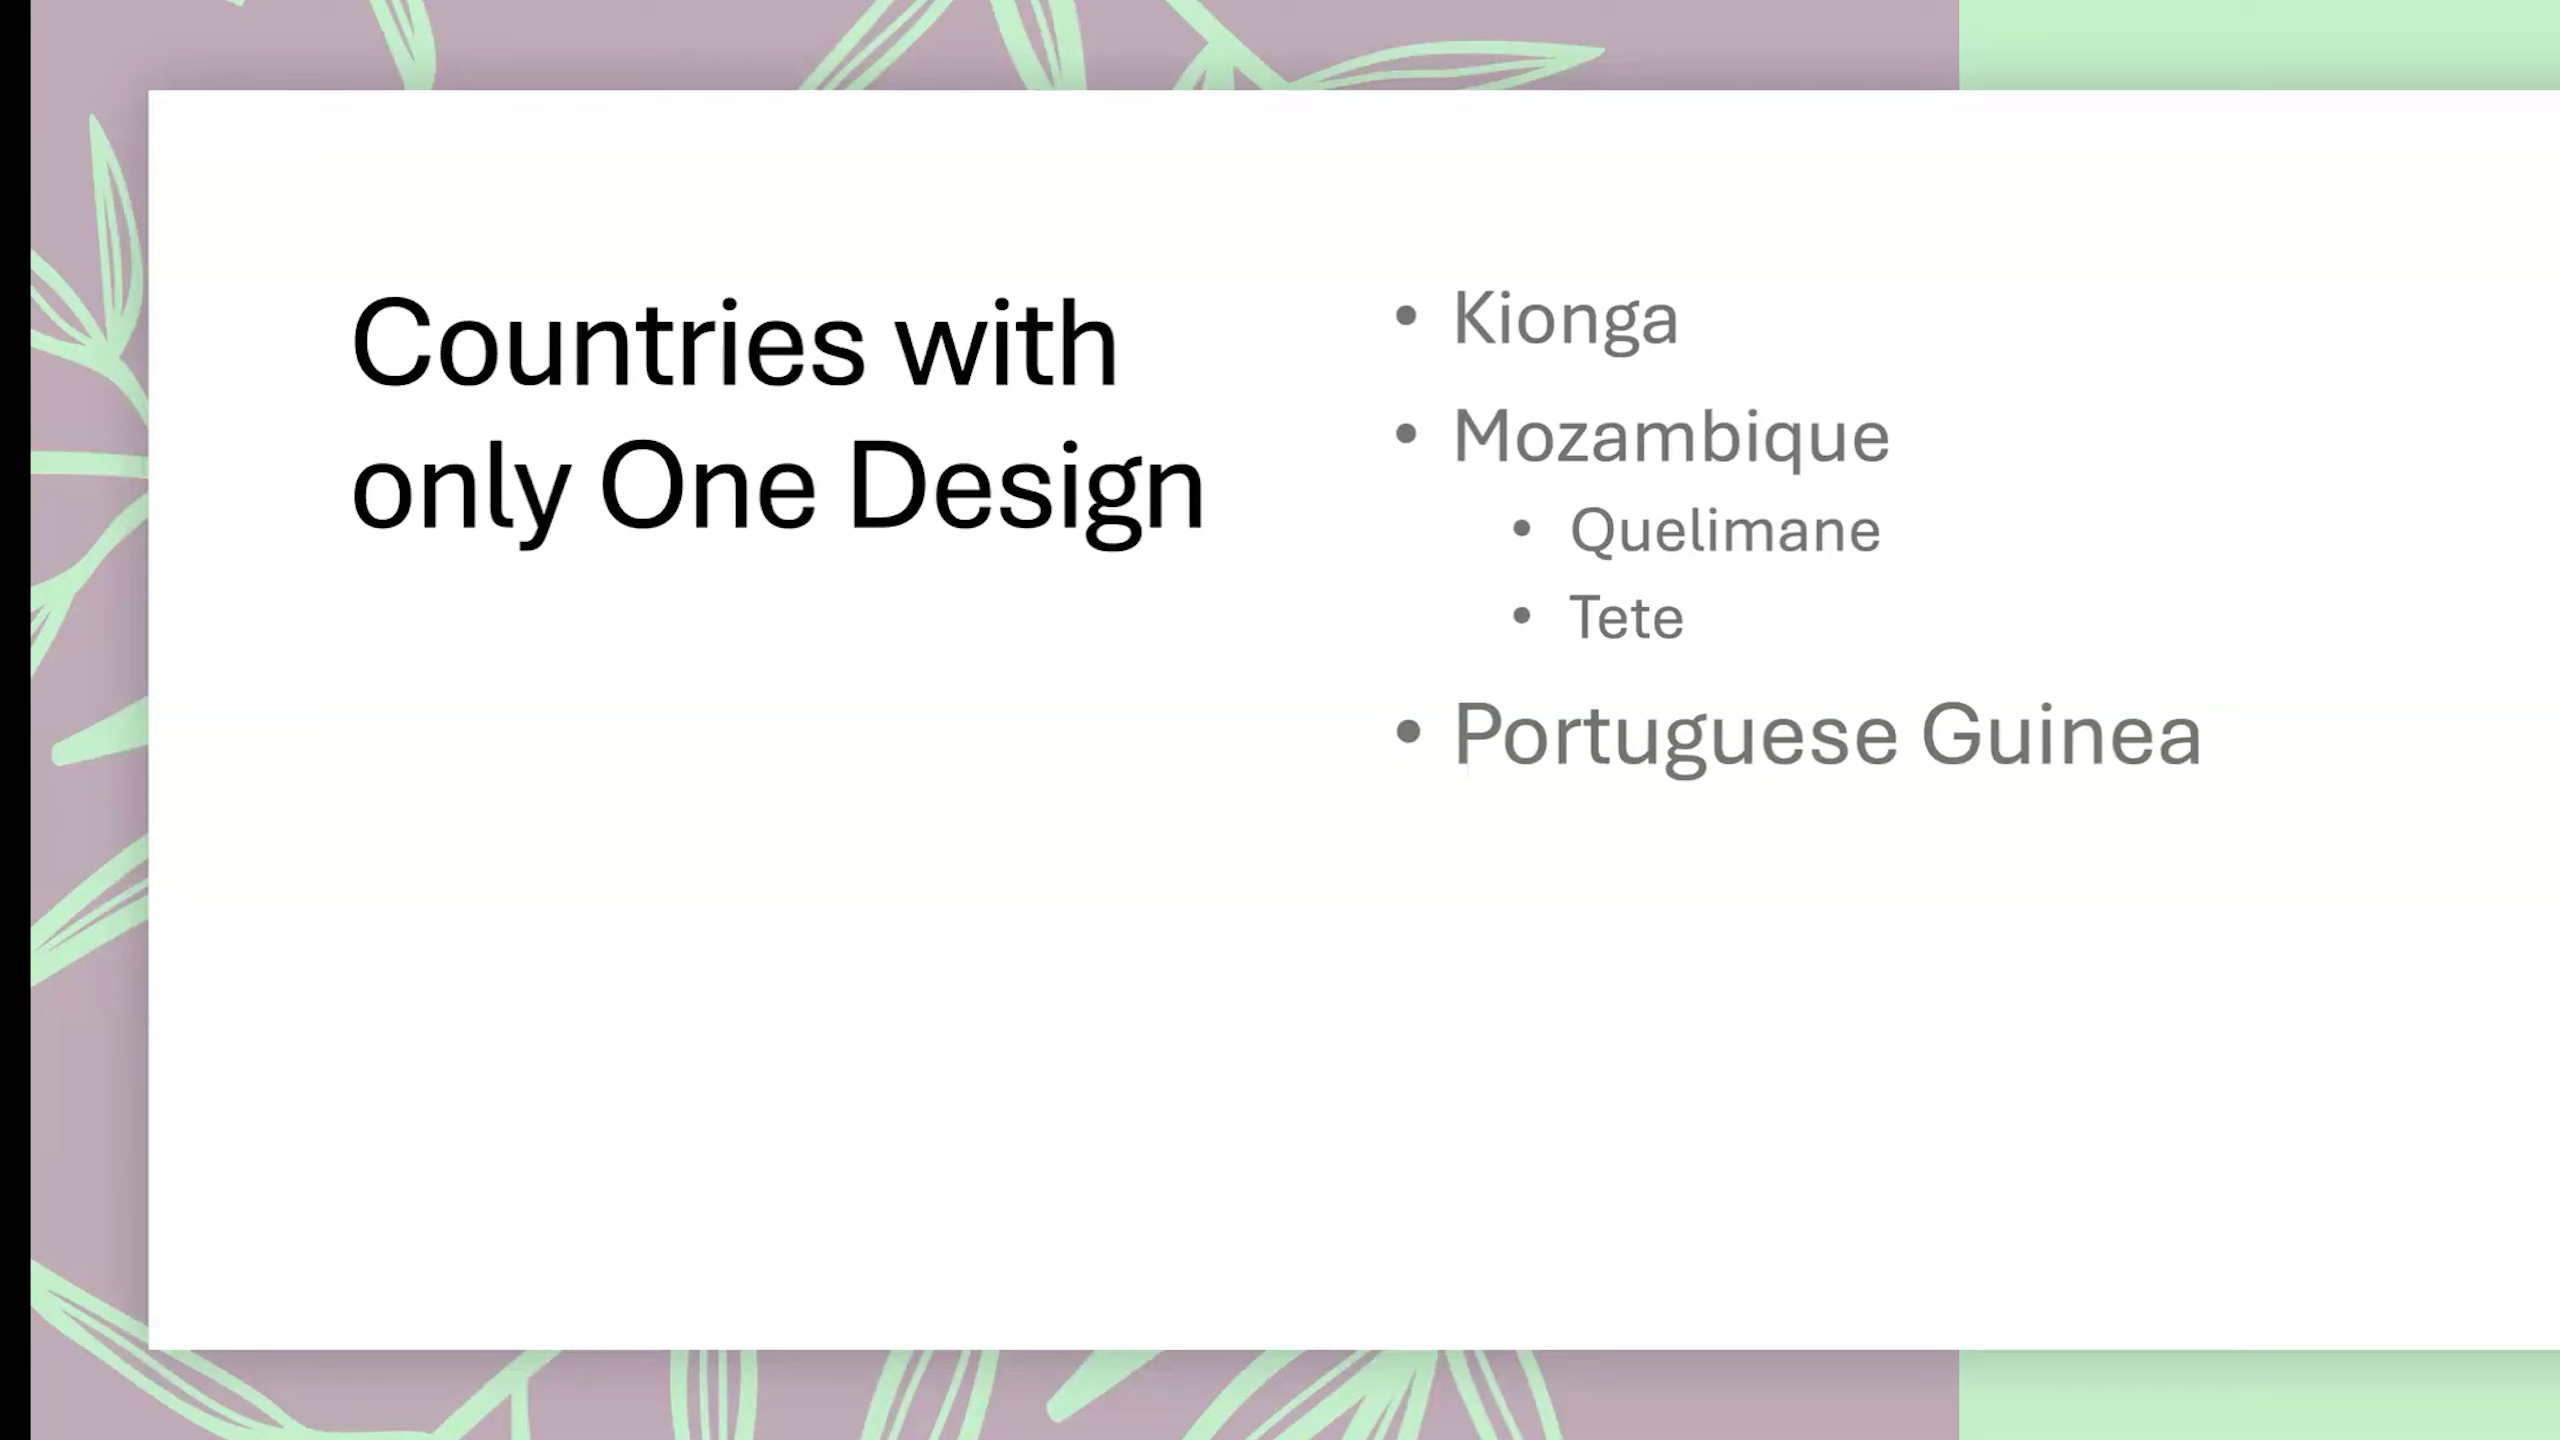 Countries with
only One Design
• Kionga
• Mozambique
• Quelimane
• Tete
• Portuguese Guinea